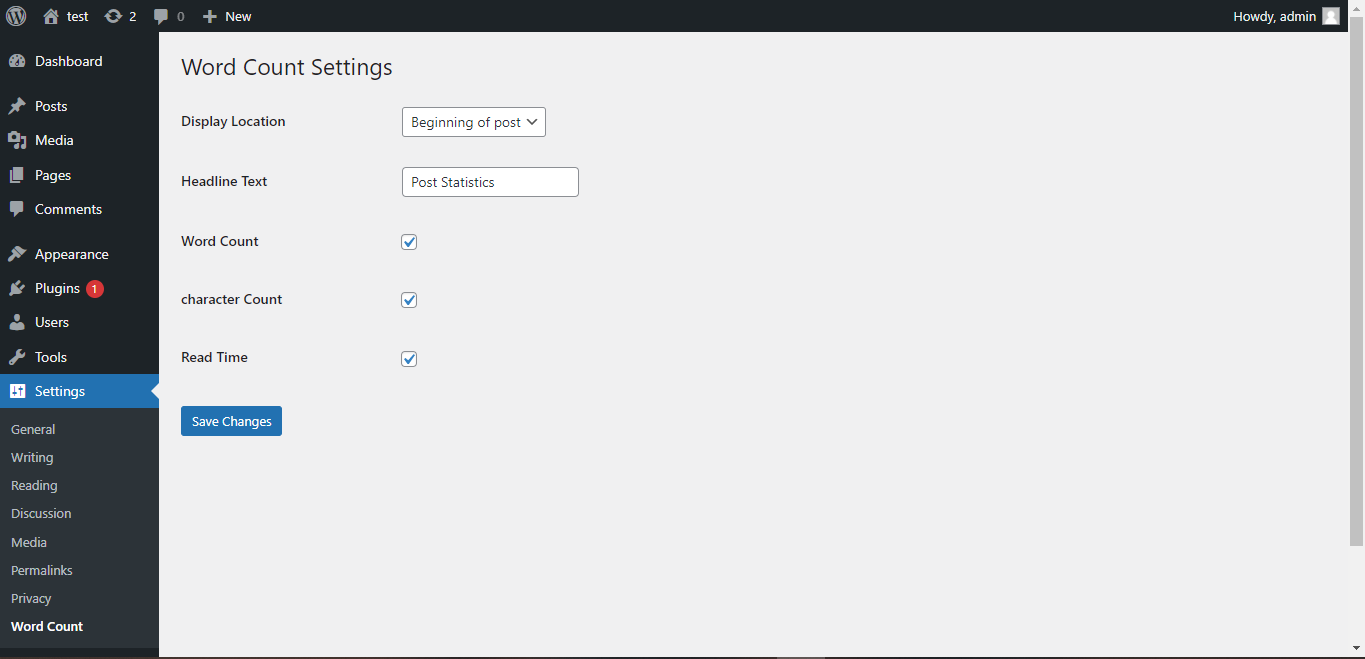 test 2 0 New Howdy, admin
Dashboard
Posts
Media
Pages
Comments
Appearance
Plugins 1
Users
Tools
Settings
General
Writing
Reading
Discussion
Media
Permalinks
Privacy
Word Count
Word Count Settings
Display Location Beginning of post
Headline Text Post Statistics
Word Count
character Count
Read Time
Save Changes